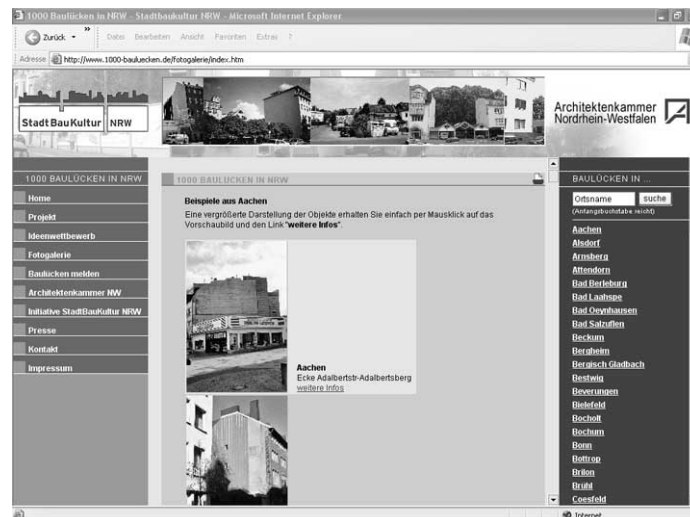 1000 Baulücken in NRW - Stadtbaukultur NRW - Microsoft Internet Explorer
Zurück
Datei Bearbeiten Ansicht Favoriten Extras ?
Adresse http://www.1000-bauluecken.de/fotogalerie/index.htm
StadtBauKultur NRW
Architektenkammer
Nordrhein-Westfalen
1000 BAULÜCKEN IN NRW
Home
Projekt
Ideenwettbewerb
Fotogalerie
Baulücken melden
Architektenkammer NW
Initiative StadtBauKultur NRW
Presse
Kontakt
Impressum
1000 BAULÜCKEN IN NRW
Beispiele aus Aachen
Eine vergrößerte Darstellung der Objekte erhalten Sie einfach per Mausklick auf das
Vorschaubild und den Link "weitere Infos".
Aachen
Ecke Adalbertstr-Adalbertsberg
weitere Infos
BAULÜCKEN IN ...
Ortsname suche
(Anfangsbuchstabe reicht)
Aachen
Alsdorf
Arnsberg
Attendorn
Bad Berleburg
Bad Laahspe
Bad Oeynhausen
Bad Salzuflen
Beckum
Bergheim
Bergisch Gladbach
Bestwig
Beverungen
Bielefeld
Bocholt
Bochum
Bonn
Bottrop
Brilon
Brühl
Coesfeld
Internet